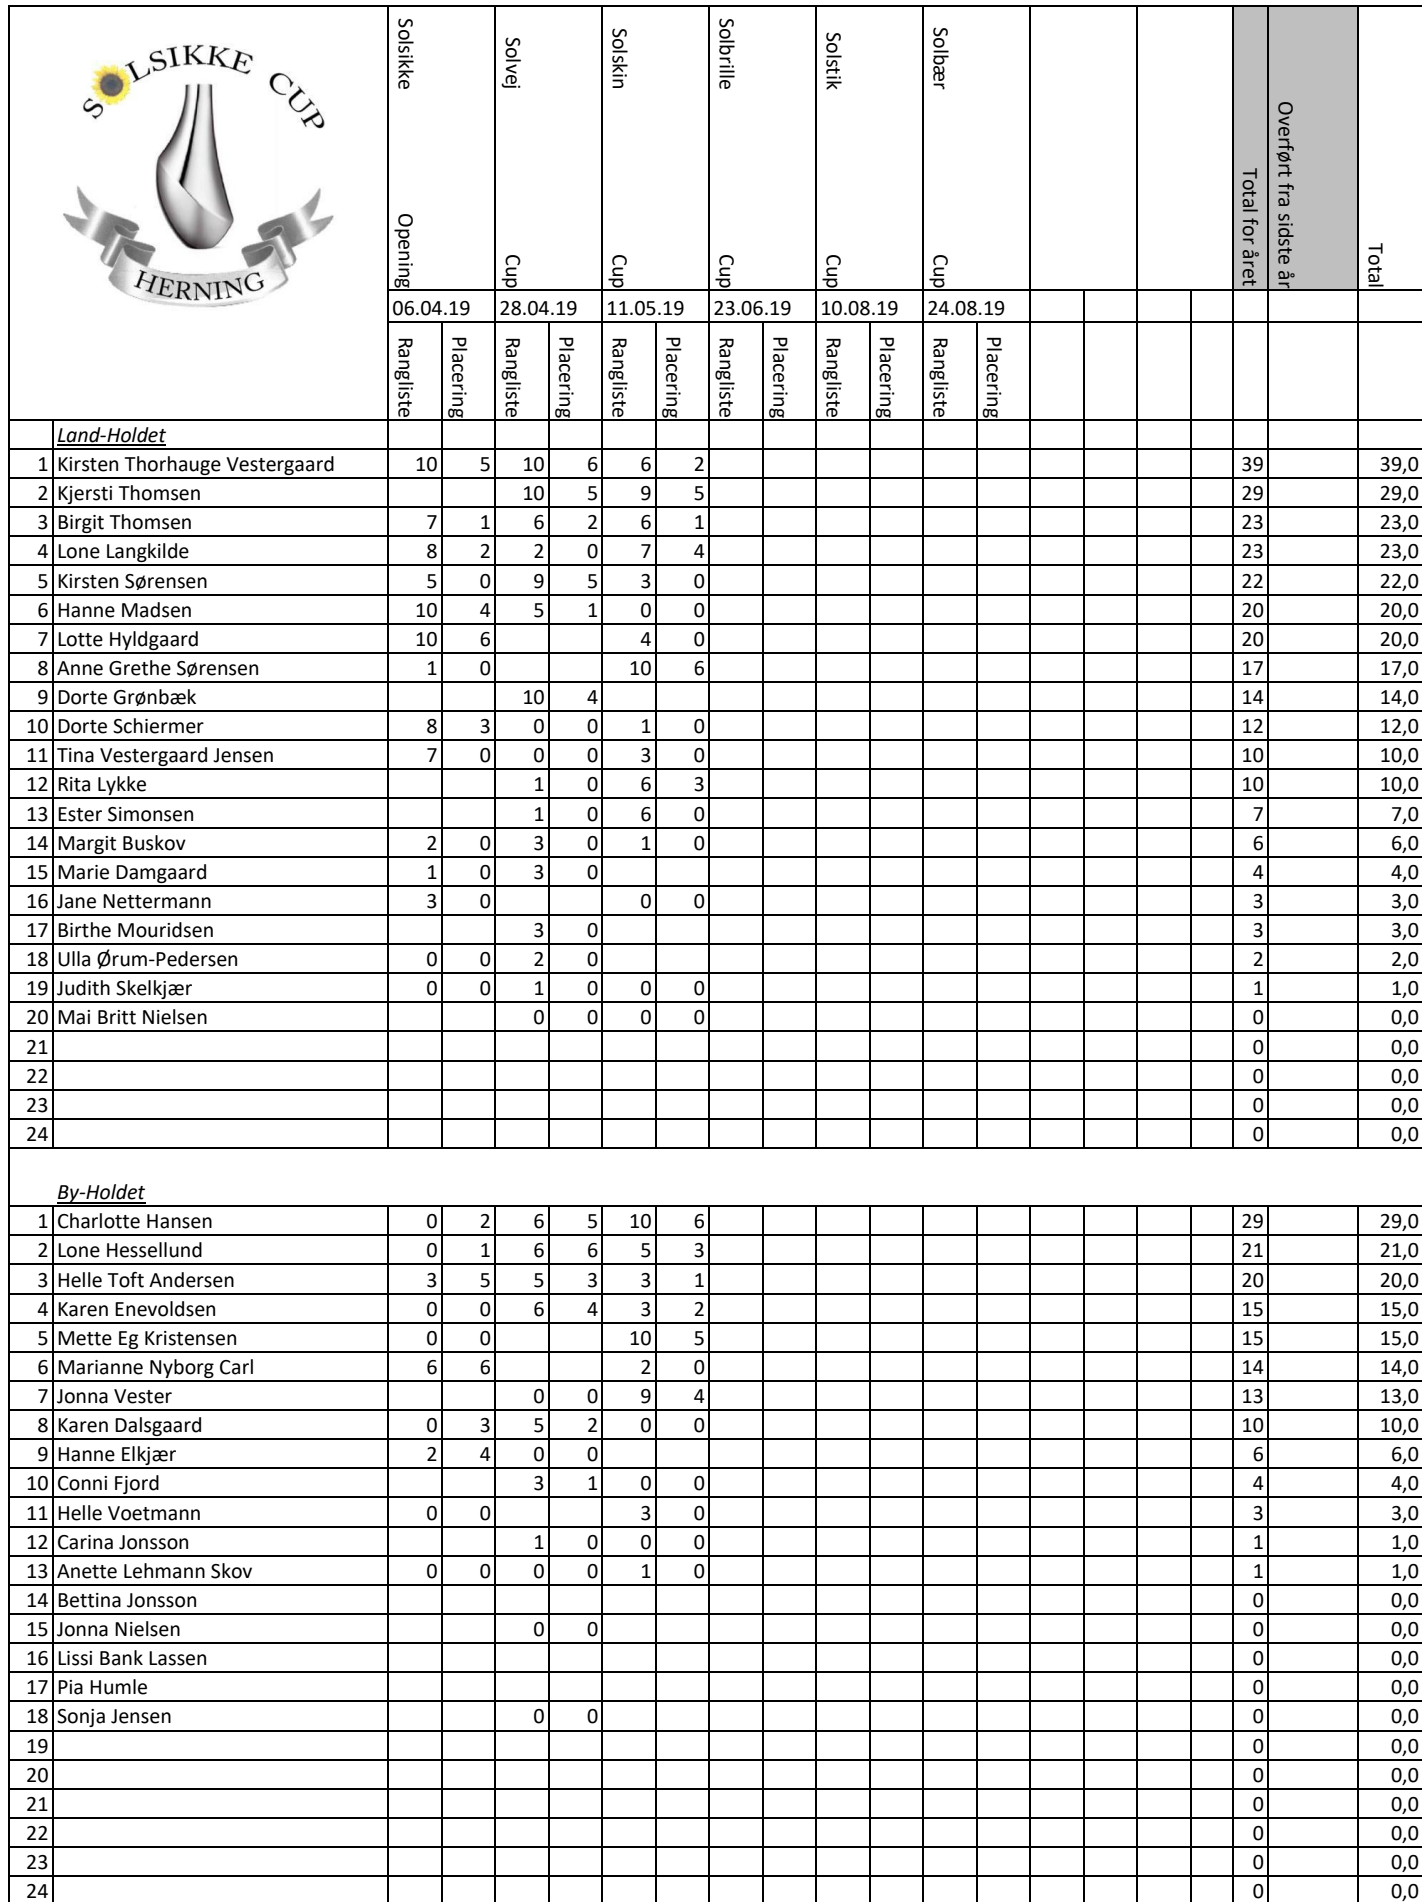 SOLSIKKE CUP
HERNING
Solsikke Opening
Solvej Cup
Solskin Cup
Solbrille Cup
Solstik Cup
Solbær Cup
Total for året
Overført fra sidste år
Total
06.04.19 28.04.19 11.05.19 23.06.19 10.08.19 24.08.19
Rangliste Placering Rangliste Placering Rangliste Placering Rangliste Placering Rangliste Placering Rangliste Placering
Land-Holdet
1 Kirsten Thorhauge Vestergaard 10 5 10 6 6 2 39 39,0
2 Kjersti Thomsen 10 5 9 5 29 29,0
3 Birgit Thomsen 7 1 6 2 6 1 23 23,0
4 Lone Langkilde 8 2 2 0 7 4 23 23,0
5 Kirsten Sørensen 5 0 9 5 3 0 22 22,0
6 Hanne Madsen 10 4 5 1 0 0 20 20,0
7 Lotte Hyldgaard 10 6 4 0 20 20,0
8 Anne Grethe Sørensen 1 0 10 6 17 17,0
9 Dorte Grønbæk 10 4 14 14,0
10 Dorte Schiermer 8 3 0 0 1 0 12 12,0
11 Tina Vestergaard Jensen 7 0 0 0 3 0 10 10,0
12 Rita Lykke 1 0 6 3 10 10,0
13 Ester Simonsen 1 0 6 0 7 7,0
14 Margit Buskov 2 0 3 0 1 0 6 6,0
15 Marie Damgaard 1 0 3 0 4 4,0
16 Jane Nettermann 3 0 0 0 3 3,0
17 Birthe Mouridsen 3 0 3 3,0
18 Ulla Ørum-Pedersen 0 0 2 0 2 2,0
19 Judith Skelkjær 0 0 1 0 0 0 1 1,0
20 Mai Britt Nielsen 0 0 0 0 0 0,0
21 0 0,0
22 0 0,0
23 0 0,0
24 0 0,0
By-Holdet
1 Charlotte Hansen 0 2 6 5 10 6 29 29,0
2 Lone Hessellund 0 1 6 6 5 3 21 21,0
3 Helle Toft Andersen 3 5 5 3 3 1 20 20,0
4 Karen Enevoldsen 0 0 6 4 3 2 15 15,0
5 Mette Eg Kristensen 0 0 10 5 15 15,0
6 Marianne Nyborg Carl 6 6 2 0 14 14,0
7 Jonna Vester 0 0 9 4 13 13,0
8 Karen Dalsgaard 0 3 5 2 0 0 10 10,0
9 Hanne Elkjær 2 4 0 0 6 6,0
10 Conni Fjord 3 1 0 0 4 4,0
11 Helle Voetmann 0 0 3 0 3 3,0
12 Carina Jonsson 1 0 0 0 1 1,0
13 Anette Lehmann Skov 0 0 0 0 1 0 1 1,0
14 Bettina Jonsson 0 0,0
15 Jonna Nielsen 0 0 0 0,0
16 Lissi Bank Lassen 0 0,0
17 Pia Humle 0 0,0
18 Sonja Jensen 0 0 0 0,0
19 0 0,0
20 0 0,0
21 0 0,0
22 0 0,0
23 0 0,0
24 0 0,0